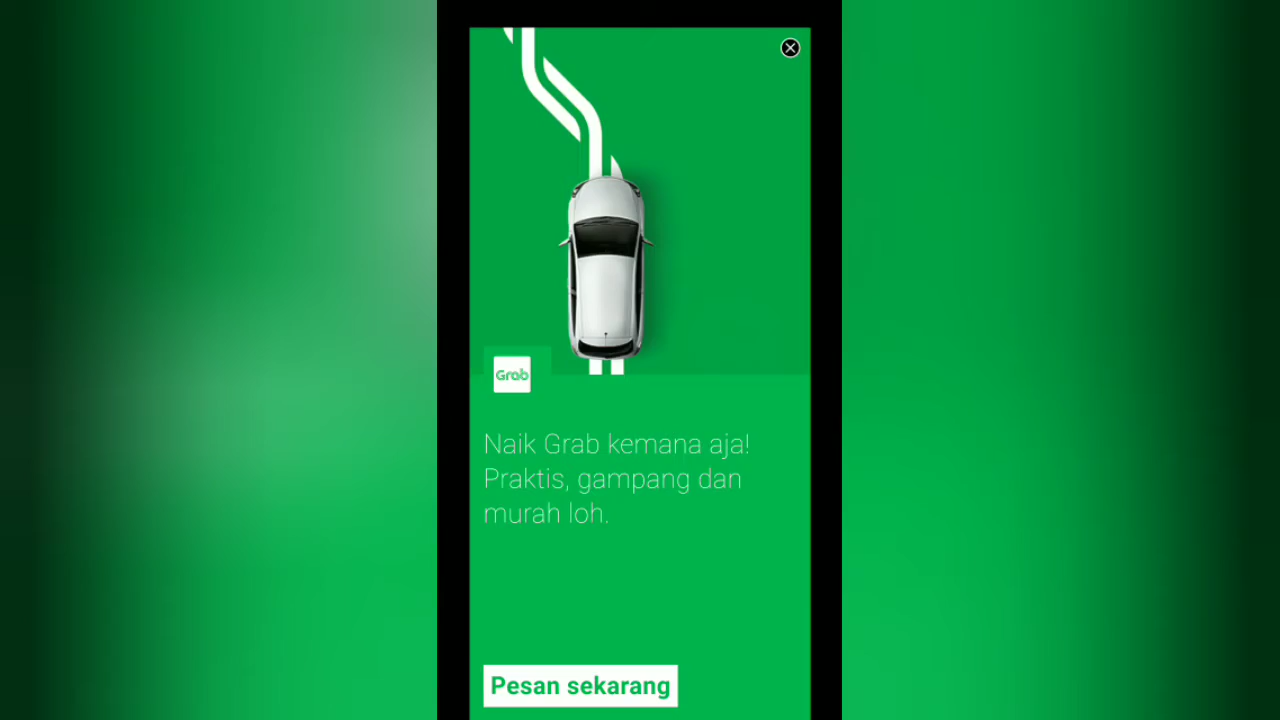 Grab
Naik Grab kemana aja!
Praktis, gampang dan
murah loh.
Pesan sekarang